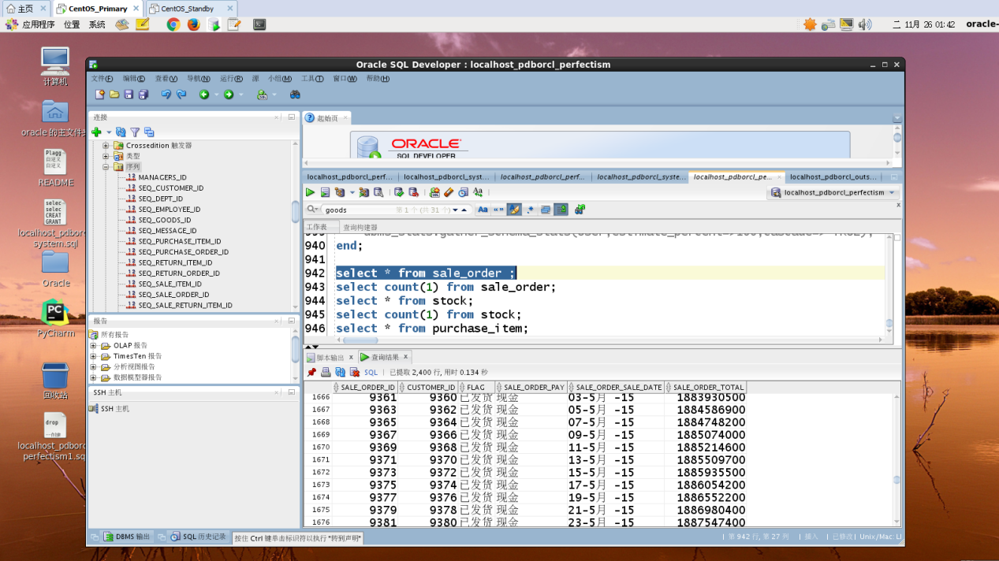 主页 CentOS_Primary CentOS_Standby
应用程序 位置 系统 二 11月 26 01:42 oracle-
计算机
oracle 的主文件夹
README
localhost_pdborcl_
system.sql
Oracle
PyCharm
回收站
drop
localhost_pdborcl_
perfectism1.sql
Oracle SQL Developer : localhost_pdborcl_perfectism
文件(F) 编辑(E) 查看(V) 导航(N) 运行(R) 源 小组(M) 工具(T) 窗口(W) 帮助(H)
连接
Crossedition 触发器
类型
序列
MANAGERS_ID
SEQ_CUSTOMER_ID
SEQ_DEPT_ID
SEQ_EMPLOYEE_ID
SEQ_GOODS_ID
SEQ_MESSAGE_ID
SEQ_PURCHASE_ITEM_ID
SEQ_PURCHASE_ORDER_ID
SEQ_RETURN_ITEM_ID
SEQ_RETURN_ORDER_ID
SEQ_SALE_ITEM_ID
SEQ_SALE_ORDER_ID
SEQ_SALE_RETURN_ITEM_ID
报告
所有报告
OLAP 报告
TimesTen 报告
分析视图报告
数据模型器报告
SSH 主机
SSH 主机
起始页
ORACLE
SQL DEVELOPER
localhost_pdborcl_perf... localhost_pdborcl_syst... localhost_pdborcl_perf... localhost_pdborcl_syste... localhost_pdborcl_pe... localhost_pdborcl_outs...
localhost_pdborcl_perfectism
goods 第 1 个 (共 31 个) Aa
工作表 查询构建器
940 end;
941
942 select * from sale_order ;
943 select count(1) from sale_order;
944 select * from stock;
945 select count(1) from stock;
946 select * from purchase_item;
脚本输出 查询结果
SQL | 已提取 2,400 行, 用时 0.134 秒
SALE_ORDER_ID CUSTOMER_ID FLAG SALE_ORDER_PAY SALE_ORDER_SALE_DATE SALE_ORDER_TOTAL
1666 9361 9360 已发货 现金 03-5月 -15 1883930500
1667 9363 9362 已发货 现金 05-5月 -15 1884586900
1668 9365 9364 已发货 现金 07-5月 -15 1884748200
1669 9367 9366 已发货 现金 09-5月 -15 1885074000
1670 9369 9368 已发货 现金 11-5月 -15 1885214600
1671 9371 9370 已发货 现金 13-5月 -15 1885509700
1672 9373 9372 已发货 现金 15-5月 -15 1885935500
1673 9375 9374 已发货 现金 17-5月 -15 1886054200
1674 9377 9376 已发货 现金 19-5月 -15 1886552200
1675 9379 9378 已发货 现金 21-5月 -15 1886980400
1676 9381 9380 已发货 现金 23-5月 -15 1887547400
DBMS 输出 SQL 历史记录 按住 Ctrl 键单击标识符以执行 "转到声明" | 第 942 行, 第 27 列 | 插入 | 已修改 | Unix/Mac: LI